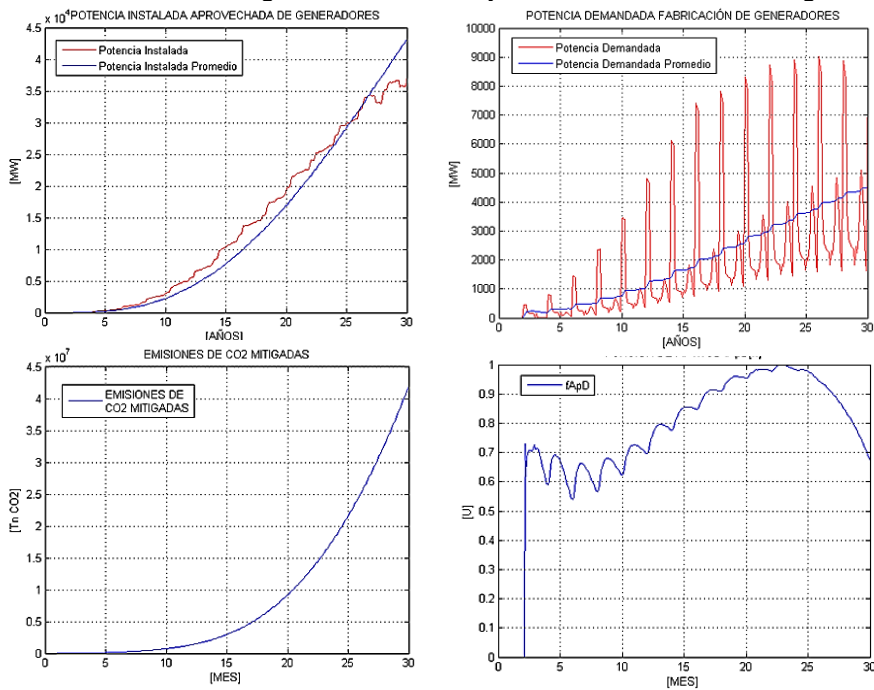 x 10⁴ POTENCIA INSTALADA APROVECHADA DE GENERADORES
4.5
4
3.5
3
2.5
2
1.5
1
0.5
0
[MW]
Potencia Instalada
Potencia Instalada Promedio
0 5 10 15 20 25 30
[AÑOS]
POTENCIA DEMANDADA FABRICACIÓN DE GENERADORES
10000
9000
8000
7000
6000
5000
4000
3000
2000
1000
0
[MW]
Potencia Demandada
Potencia Demandada Promedio
0 5 10 15 20 25 30
[AÑOS]
x 10⁷ EMISIONES DE CO2 MITIGADAS
4.5
4
3.5
3
2.5
2
1.5
1
0.5
0
[Tn CO2]
EMISIONES DE
CO2 MITIGADAS
0 5 10 15 20 25 30
[MES]
1
0.9
0.8
0.7
0.6
0.5
0.4
0.3
0.2
0.1
0
[U]
fApD
0 5 10 15 20 25 30
[MES]